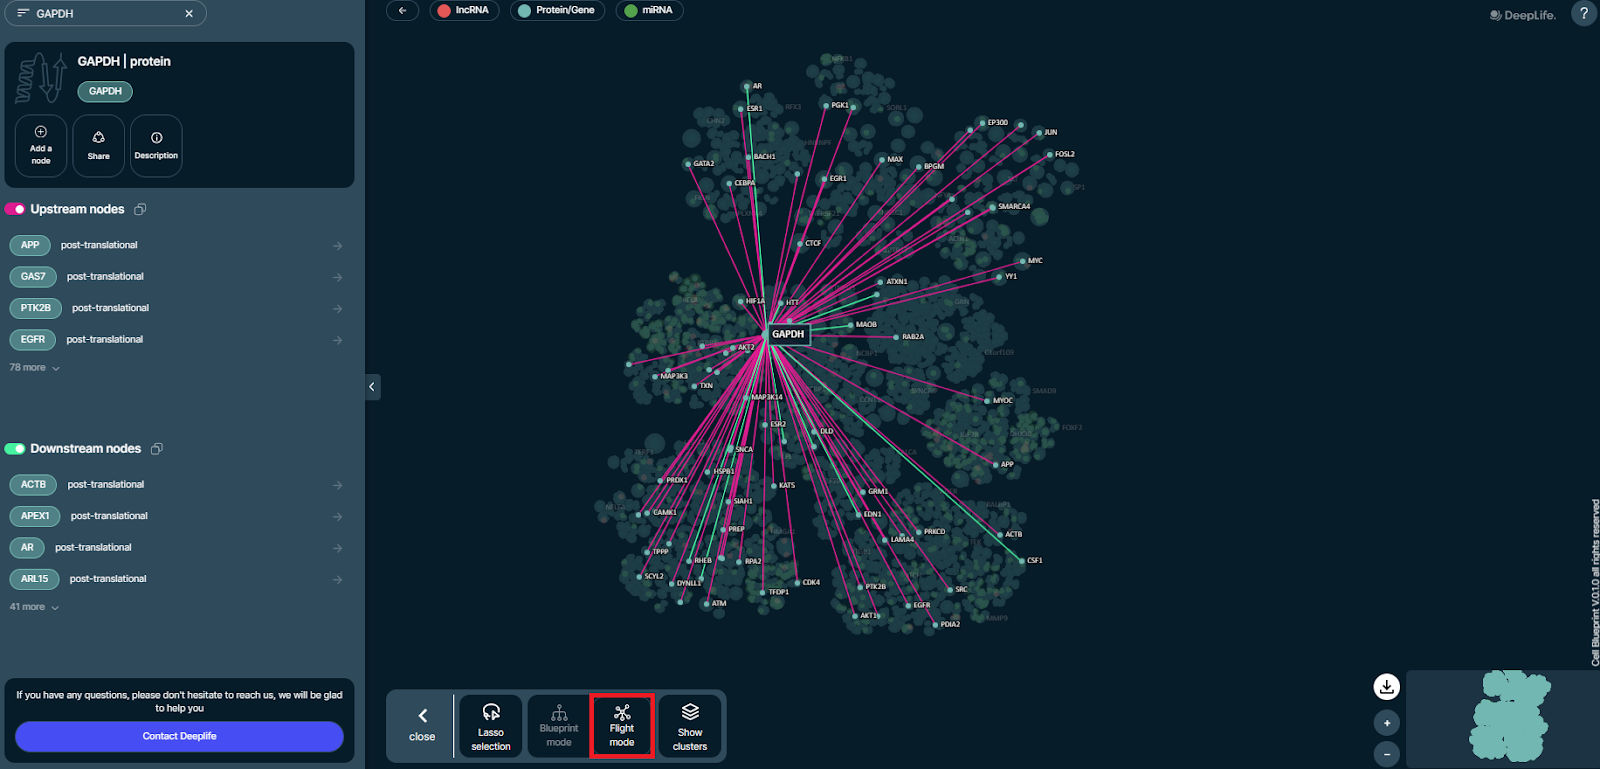 GAPDH
GAPDH | protein
GAPDH
Add a
node
Share
Description
Upstream nodes
APP post-translational
GAS7 post-translational
PTK2B post-translational
EGFR post-translational
78 more
Downstream nodes
ACTB post-translational
APEX1 post-translational
AR post-translational
ARL15 post-translational
41 more
If you have any questions, please don't hesitate to reach us, we will be glad
to help you
Contact Deeplife
lncRNA
Protein/Gene
miRNA
DeepLife.
?
AR
ESR1
PGK1
EP300
JUN
FOSL2
GATA2
BACH1
MAX
BPGM
CEBPA
EGR1
SMARCA4
CTCF
MYC
YY1
ATXN1
HIF1A
HTT
MAOB
GAPDH
RAB2A
AKT2
MAP3K3
TXN
MAP3K14
MYOC
ESR2
DLD
SNCA
HSPB1
APP
PRDX1
KAT5
GRM1
SIAH1
CAMK1
EDN1
PREP
PRKCD
LAMA4
ACTB
TPPP
RHEB
RPA2
CSF1
SCYL2
DYNLL1
CDK4
TFDP1
PTK2B
SRC
ATM
EGFR
AKT1
PDIA2
close
Lasso
selection
Blueprint
mode
Flight
mode
Show
clusters
+
-
Cell Blueprint V.0.1.0 all rights reserved